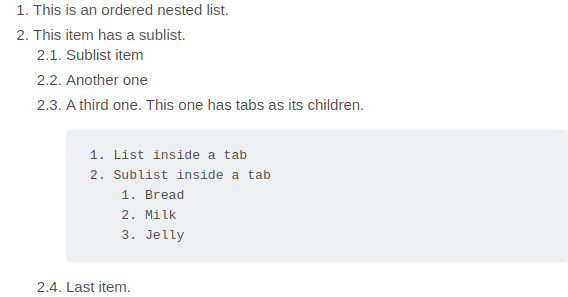 1. This is an ordered nested list.
2. This item has a sublist.
2.1. Sublist item
2.2. Another one
2.3. A third one. This one has tabs as its children.
1. List inside a tab
2. Sublist inside a tab
1. Bread
2. Milk
3. Jelly
2.4. Last item.